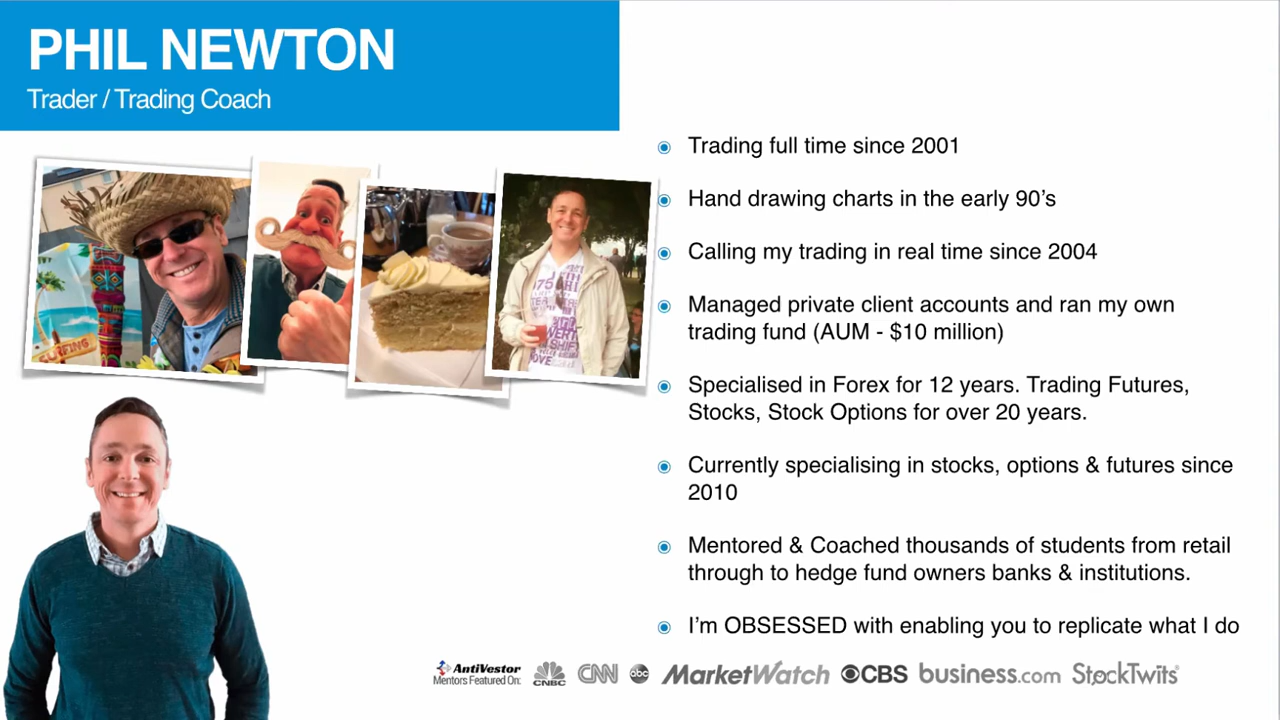 PHIL NEWTON
Trader / Trading Coach
Trading full time since 2001
Hand drawing charts in the early 90's
Calling my trading in real time since 2004
Managed private client accounts and ran my own
trading fund (AUM - $10 million)
Specialised in Forex for 12 years. Trading Futures,
Stocks, Stock Options for over 20 years.
Currently specialising in stocks, options & futures since
2010
Mentored & Coached thousands of students from retail
through to hedge fund owners banks & institutions.
I'm OBSESSED with enabling you to replicate what I do
SURFING
AntiVestor
Mentors Featured On:
CNBC
CNN
abc
MarketWatch
CBS
business.com
StockTwits